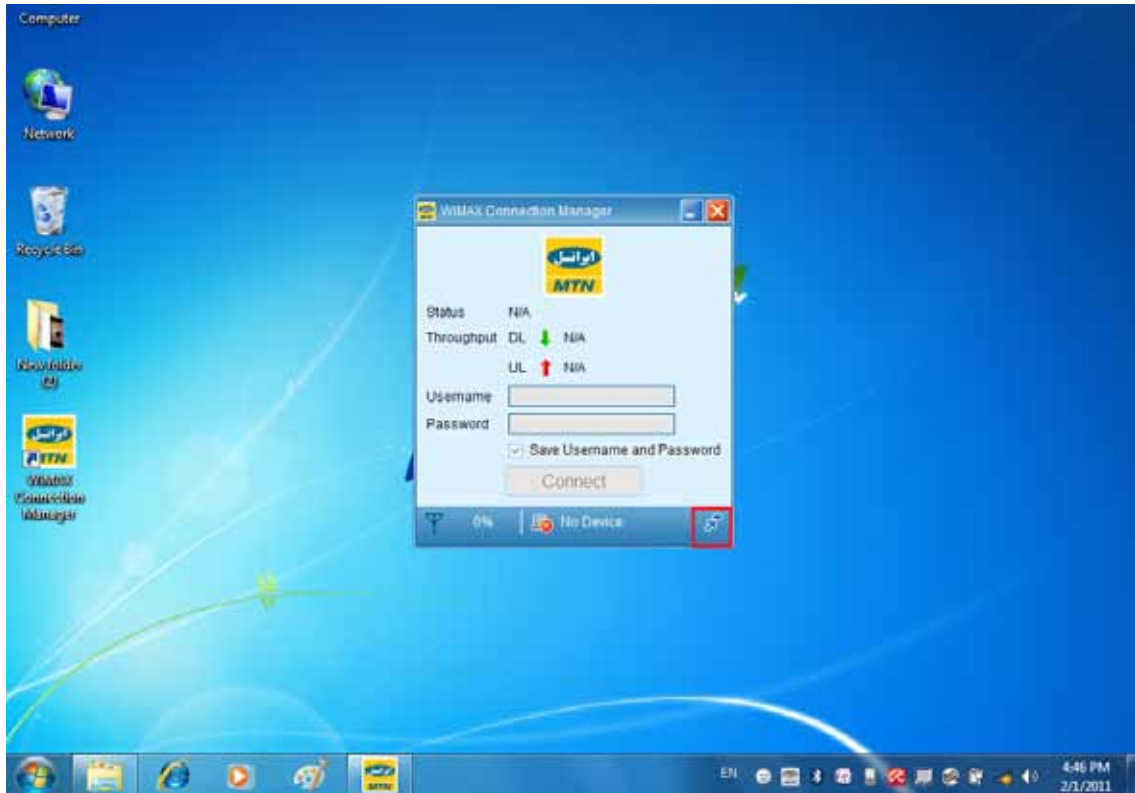 Computer
Network
Recycle Bin
New folder
(2)
ایرانسل
MTN
WiMAX
Connection
Manager
WiMAX Connection Manager
ایرانسل
MTN
Status N/A
Throughput DL N/A
UL N/A
Username
Password
Save Username and Password
Connect
0% No Device
ایرانسل
MTN
EN
4:46 PM
2/1/2011